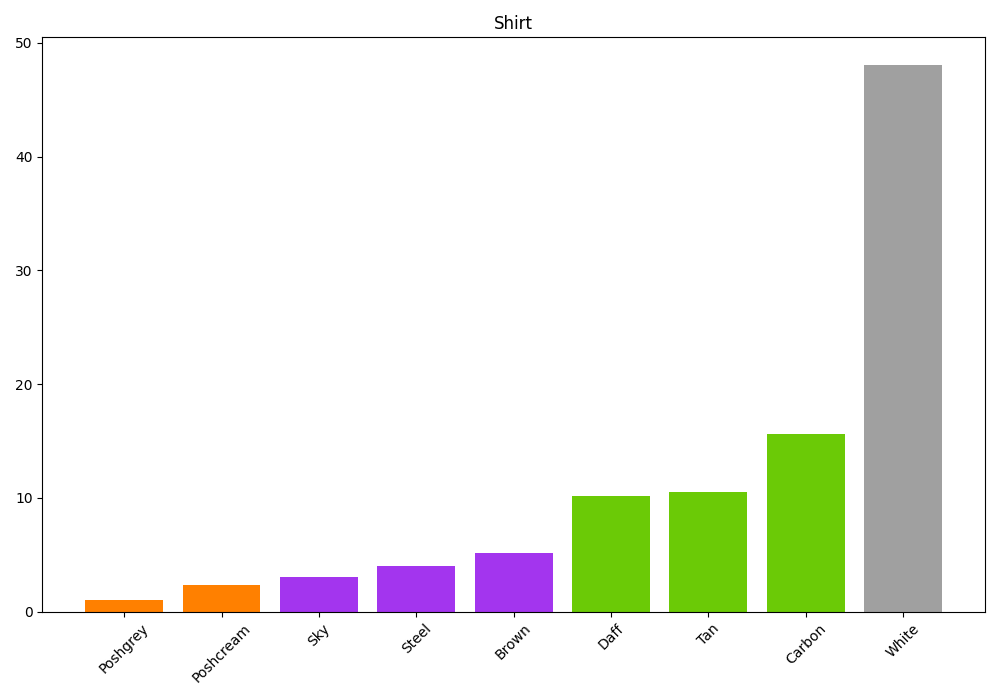 Shirt
50
40
30
20
10
0
Poshgrey
Poshcream
Sky
Steel
Brown
Daff
Tan
Carbon
White